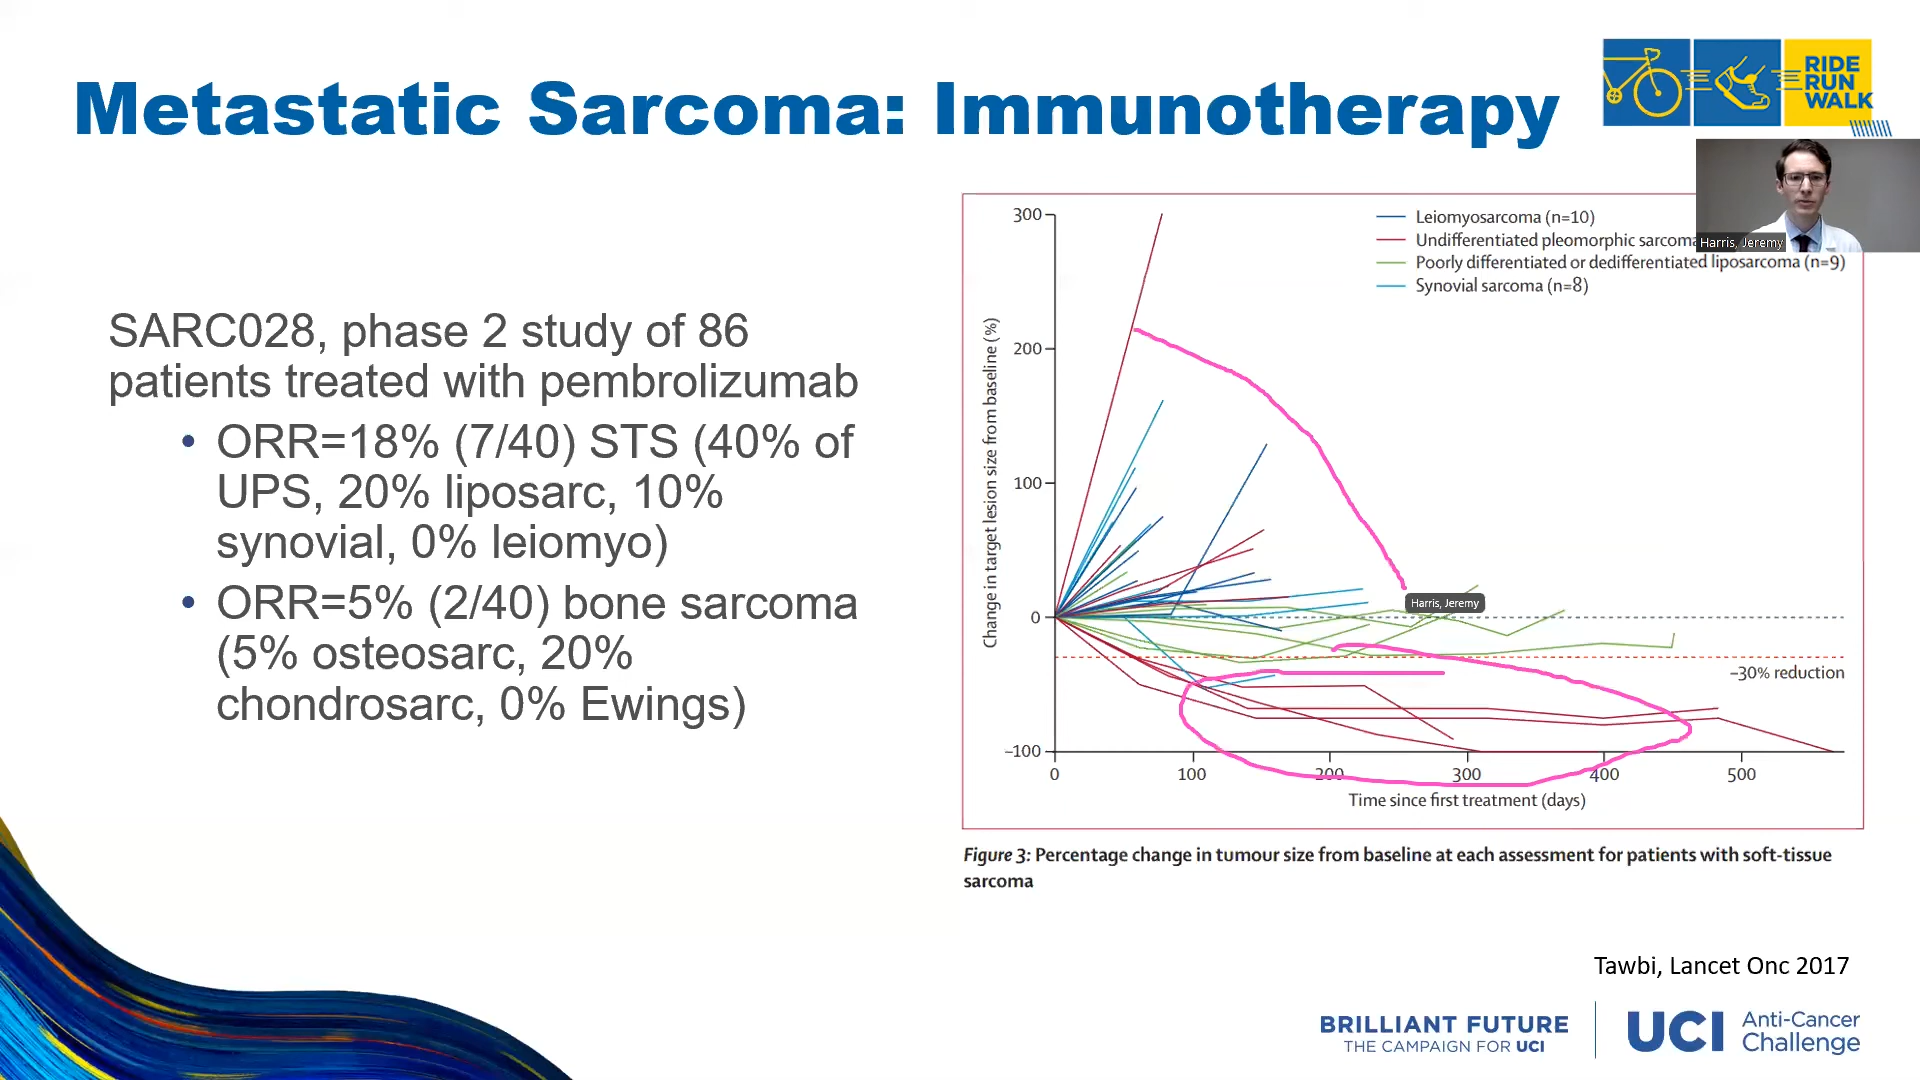 Metastatic Sarcoma: Immunotherapy
RIDE
RUN
WALK
SARC028, phase 2 study of 86
patients treated with pembrolizumab
• ORR=18% (7/40) STS (40% of
UPS, 20% liposarc, 10%
synovial, 0% leiomyo)
• ORR=5% (2/40) bone sarcoma
(5% osteosarc, 20%
chondrosarc, 0% Ewings)
Leiomyosarcoma (n=10)
Undifferentiated pleomorphic sarcoma
Poorly differentiated or dedifferentiated liposarcoma (n=9)
Synovial sarcoma (n=8)
Harris, Jeremy
Change in target lesion size from baseline (%)
300
200
100
0
–100
Harris, Jeremy
–30% reduction
0 100 200 300 400 500
Time since first treatment (days)
Figure 3: Percentage change in tumour size from baseline at each assessment for patients with soft-tissue
sarcoma
Tawbi, Lancet Onc 2017
BRILLIANT FUTURE
THE CAMPAIGN FOR UCI
UCI Anti-Cancer
Challenge